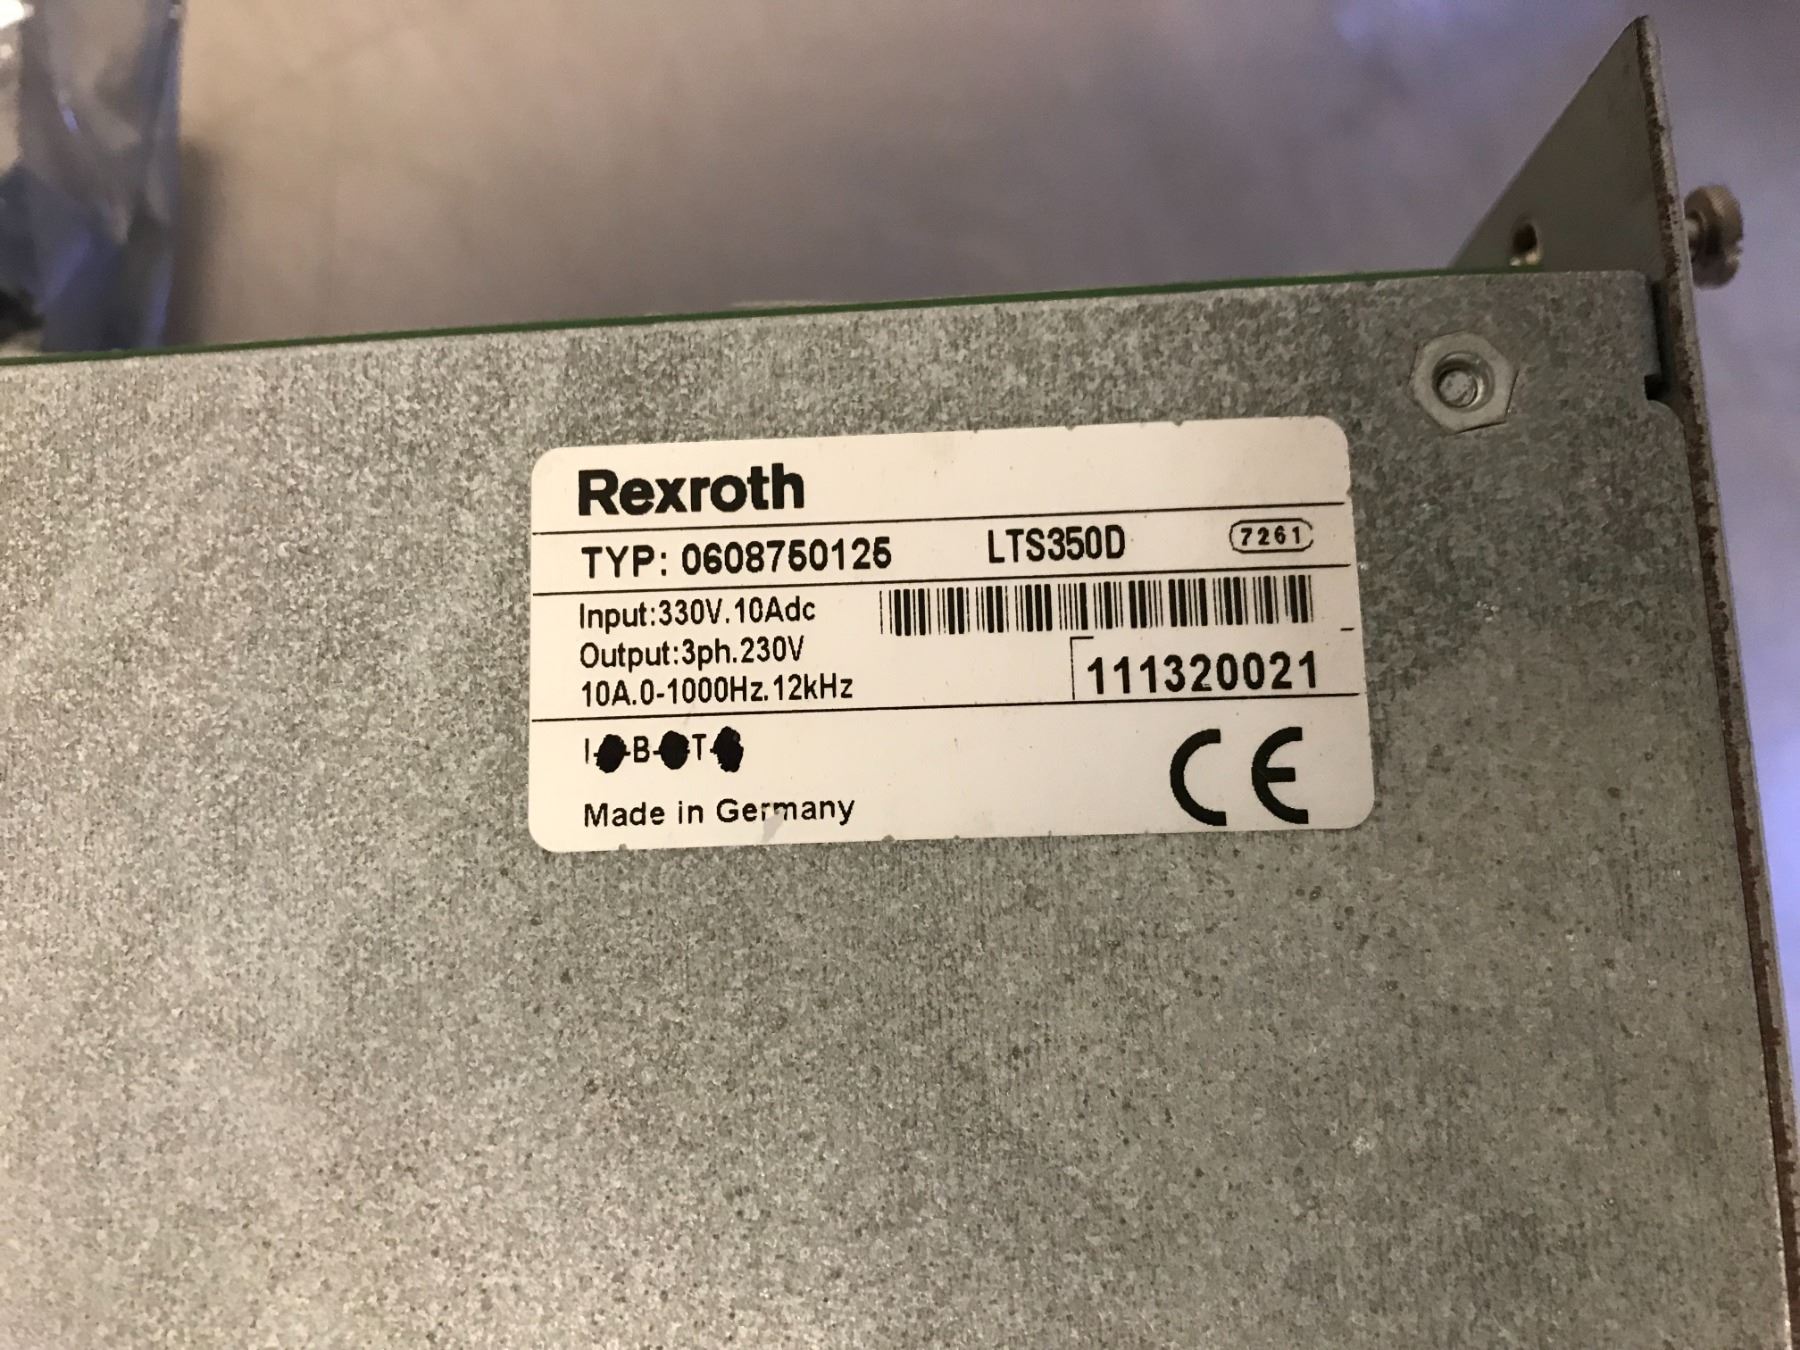 Rexroth
TYP: 0608750125 LTS350D 7261
Input:330V.10Adc
Output:3ph.230V
10A.0-1000Hz.12kHz
111320021
I- B- T
Made in Germany
CE